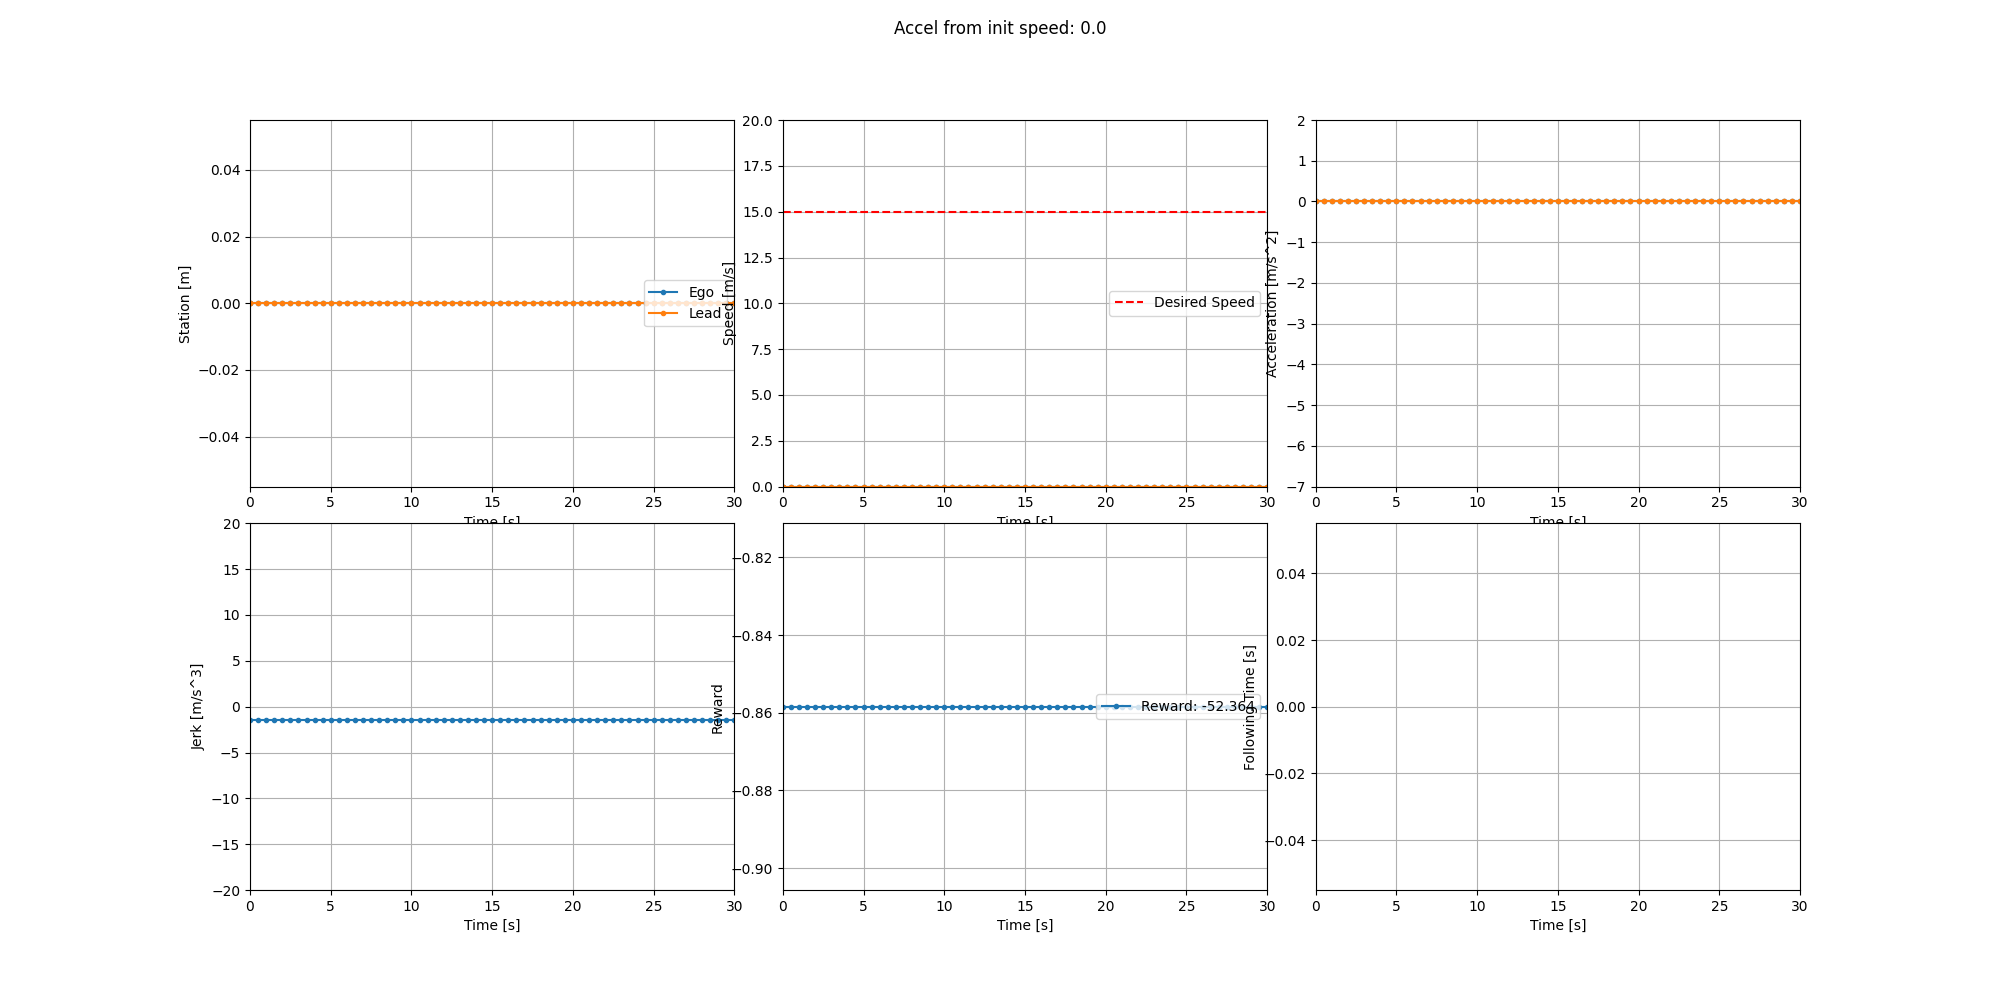 Accel from init speed: 0.0
Station [m]
0.04
0.02
0.00
−0.02
−0.04
0 5 10 15 20 25 30
Time [s]
Ego
Lead
Speed [m/s]
20.0
17.5
15.0
12.5
10.0
7.5
5.0
2.5
0.0
0 5 10 15 20 25 30
Time [s]
Desired Speed
Acceleration [m/s^2]
2
1
0
−1
−2
−3
−4
−5
−6
−7
0 5 10 15 20 25 30
Time [s]
Jerk [m/s^3]
20
15
10
5
0
−5
−10
−15
−20
0 5 10 15 20 25 30
Time [s]
Reward
−0.82
−0.84
−0.86
−0.88
−0.90
0 5 10 15 20 25 30
Time [s]
Reward: -52.364
Following Time [s]
0.04
0.02
0.00
−0.02
−0.04
0 5 10 15 20 25 30
Time [s]